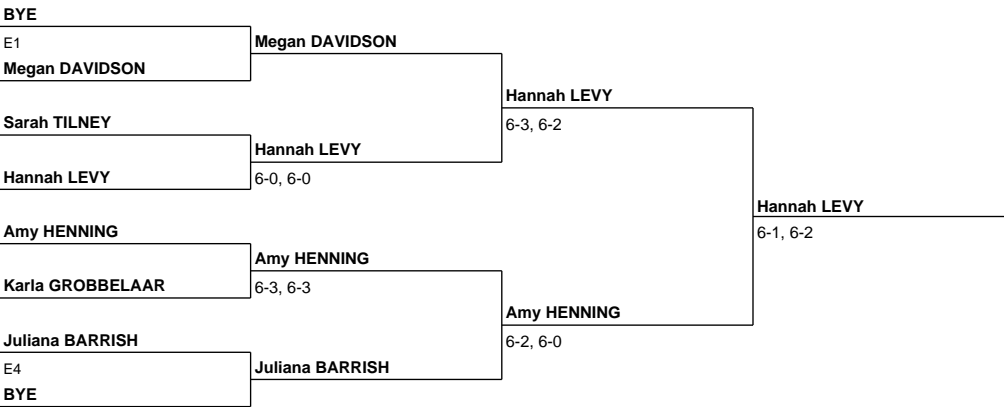 BYE
E1
Megan DAVIDSON
Megan DAVIDSON
Sarah TILNEY
Hannah LEVY
Hannah LEVY
6-0, 6-0
Hannah LEVY
6-3, 6-2
Amy HENNING
Karla GROBBELAAR
Amy HENNING
6-3, 6-3
Juliana BARRISH
E4
BYE
Juliana BARRISH
Amy HENNING
6-2, 6-0
Hannah LEVY
6-1, 6-2